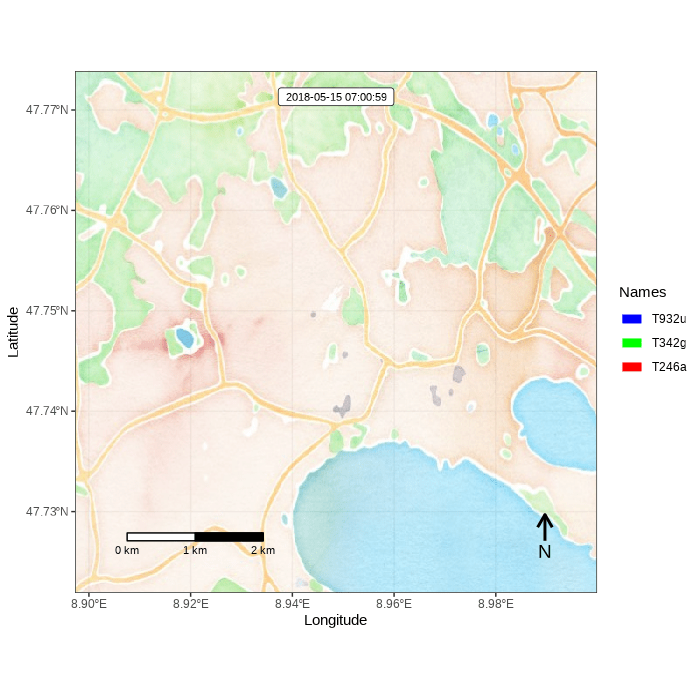 2018-05-15 07:00:59
47.77°N
47.76°N
47.75°N
47.74°N
47.73°N
Latitude
0 km 1 km 2 km
N
8.90°E 8.92°E 8.94°E 8.96°E 8.98°E
Longitude
Names
T932u
T342g
T246a